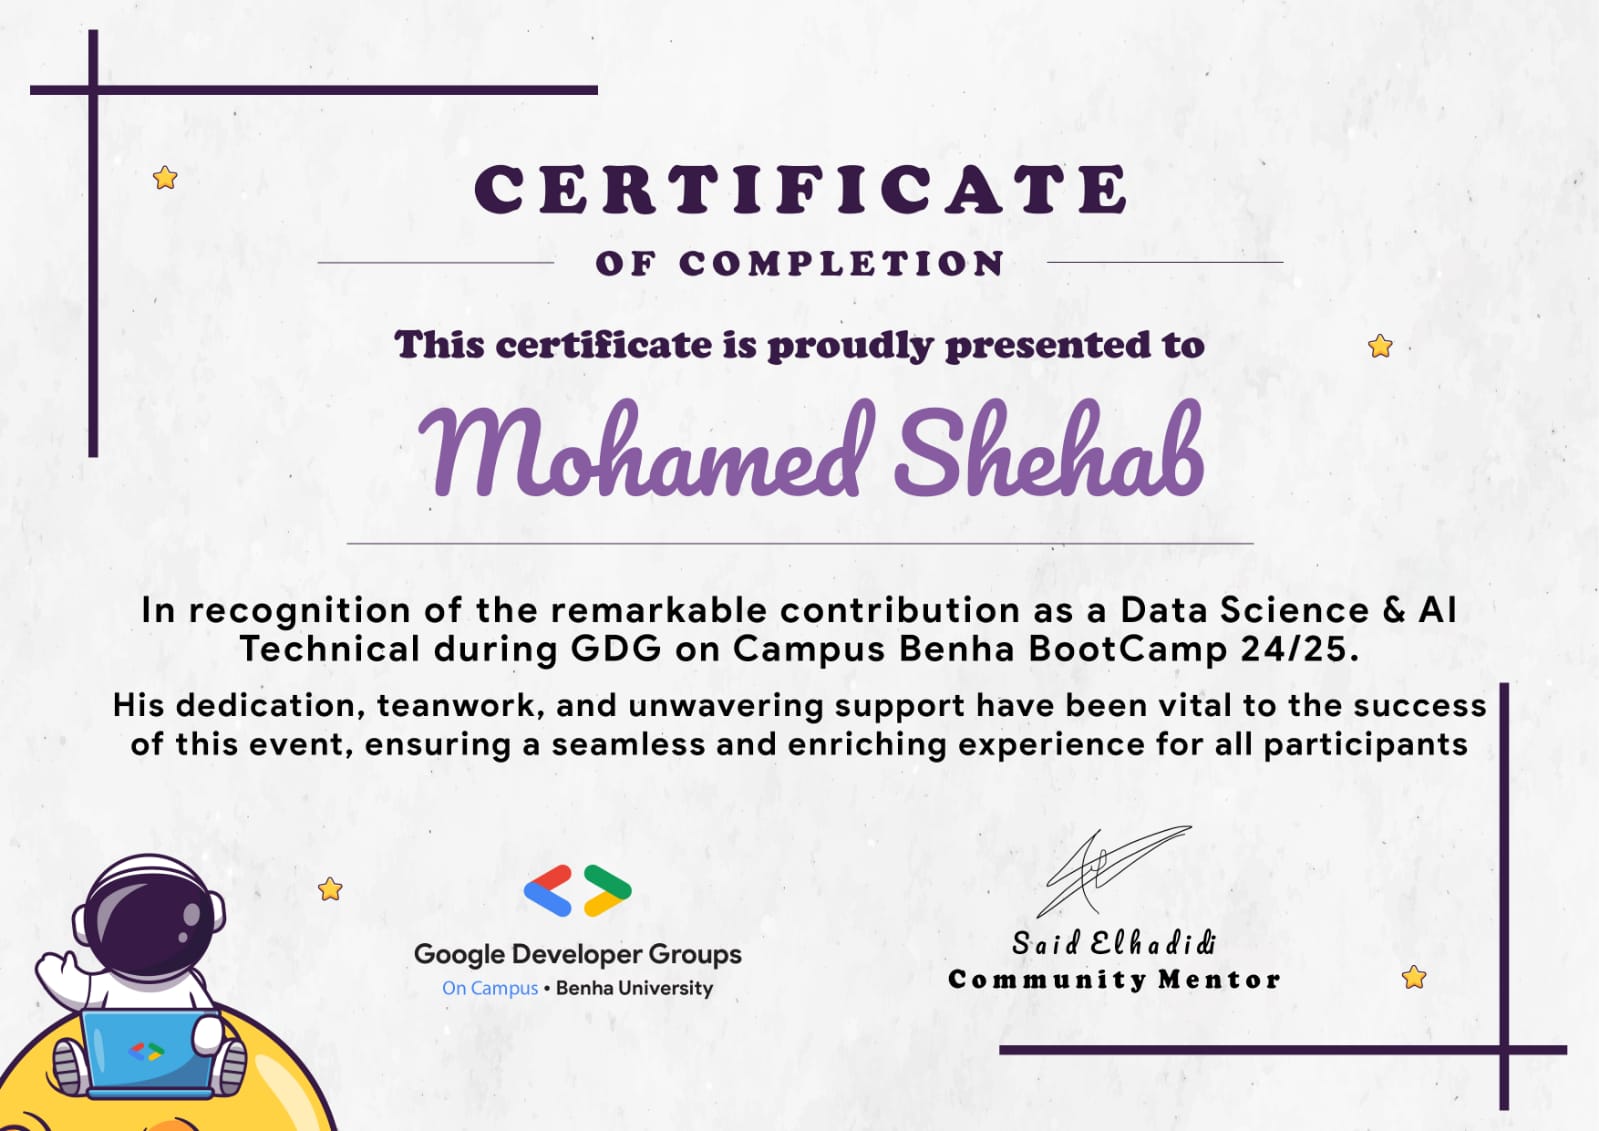 CERTIFICATE
OF COMPLETION
This certificate is proudly presented to
Mohamed Shehab
In recognition of the remarkable contribution as a Data Science & AI
Technical during GDG on Campus Benha BootCamp 24/25.
His dedication, teanwork, and unwavering support have been vital to the success
of this event, ensuring a seamless and enriching experience for all participants
Google Developer Groups
On Campus • Benha University
Said Elhadidi
Community Mentor